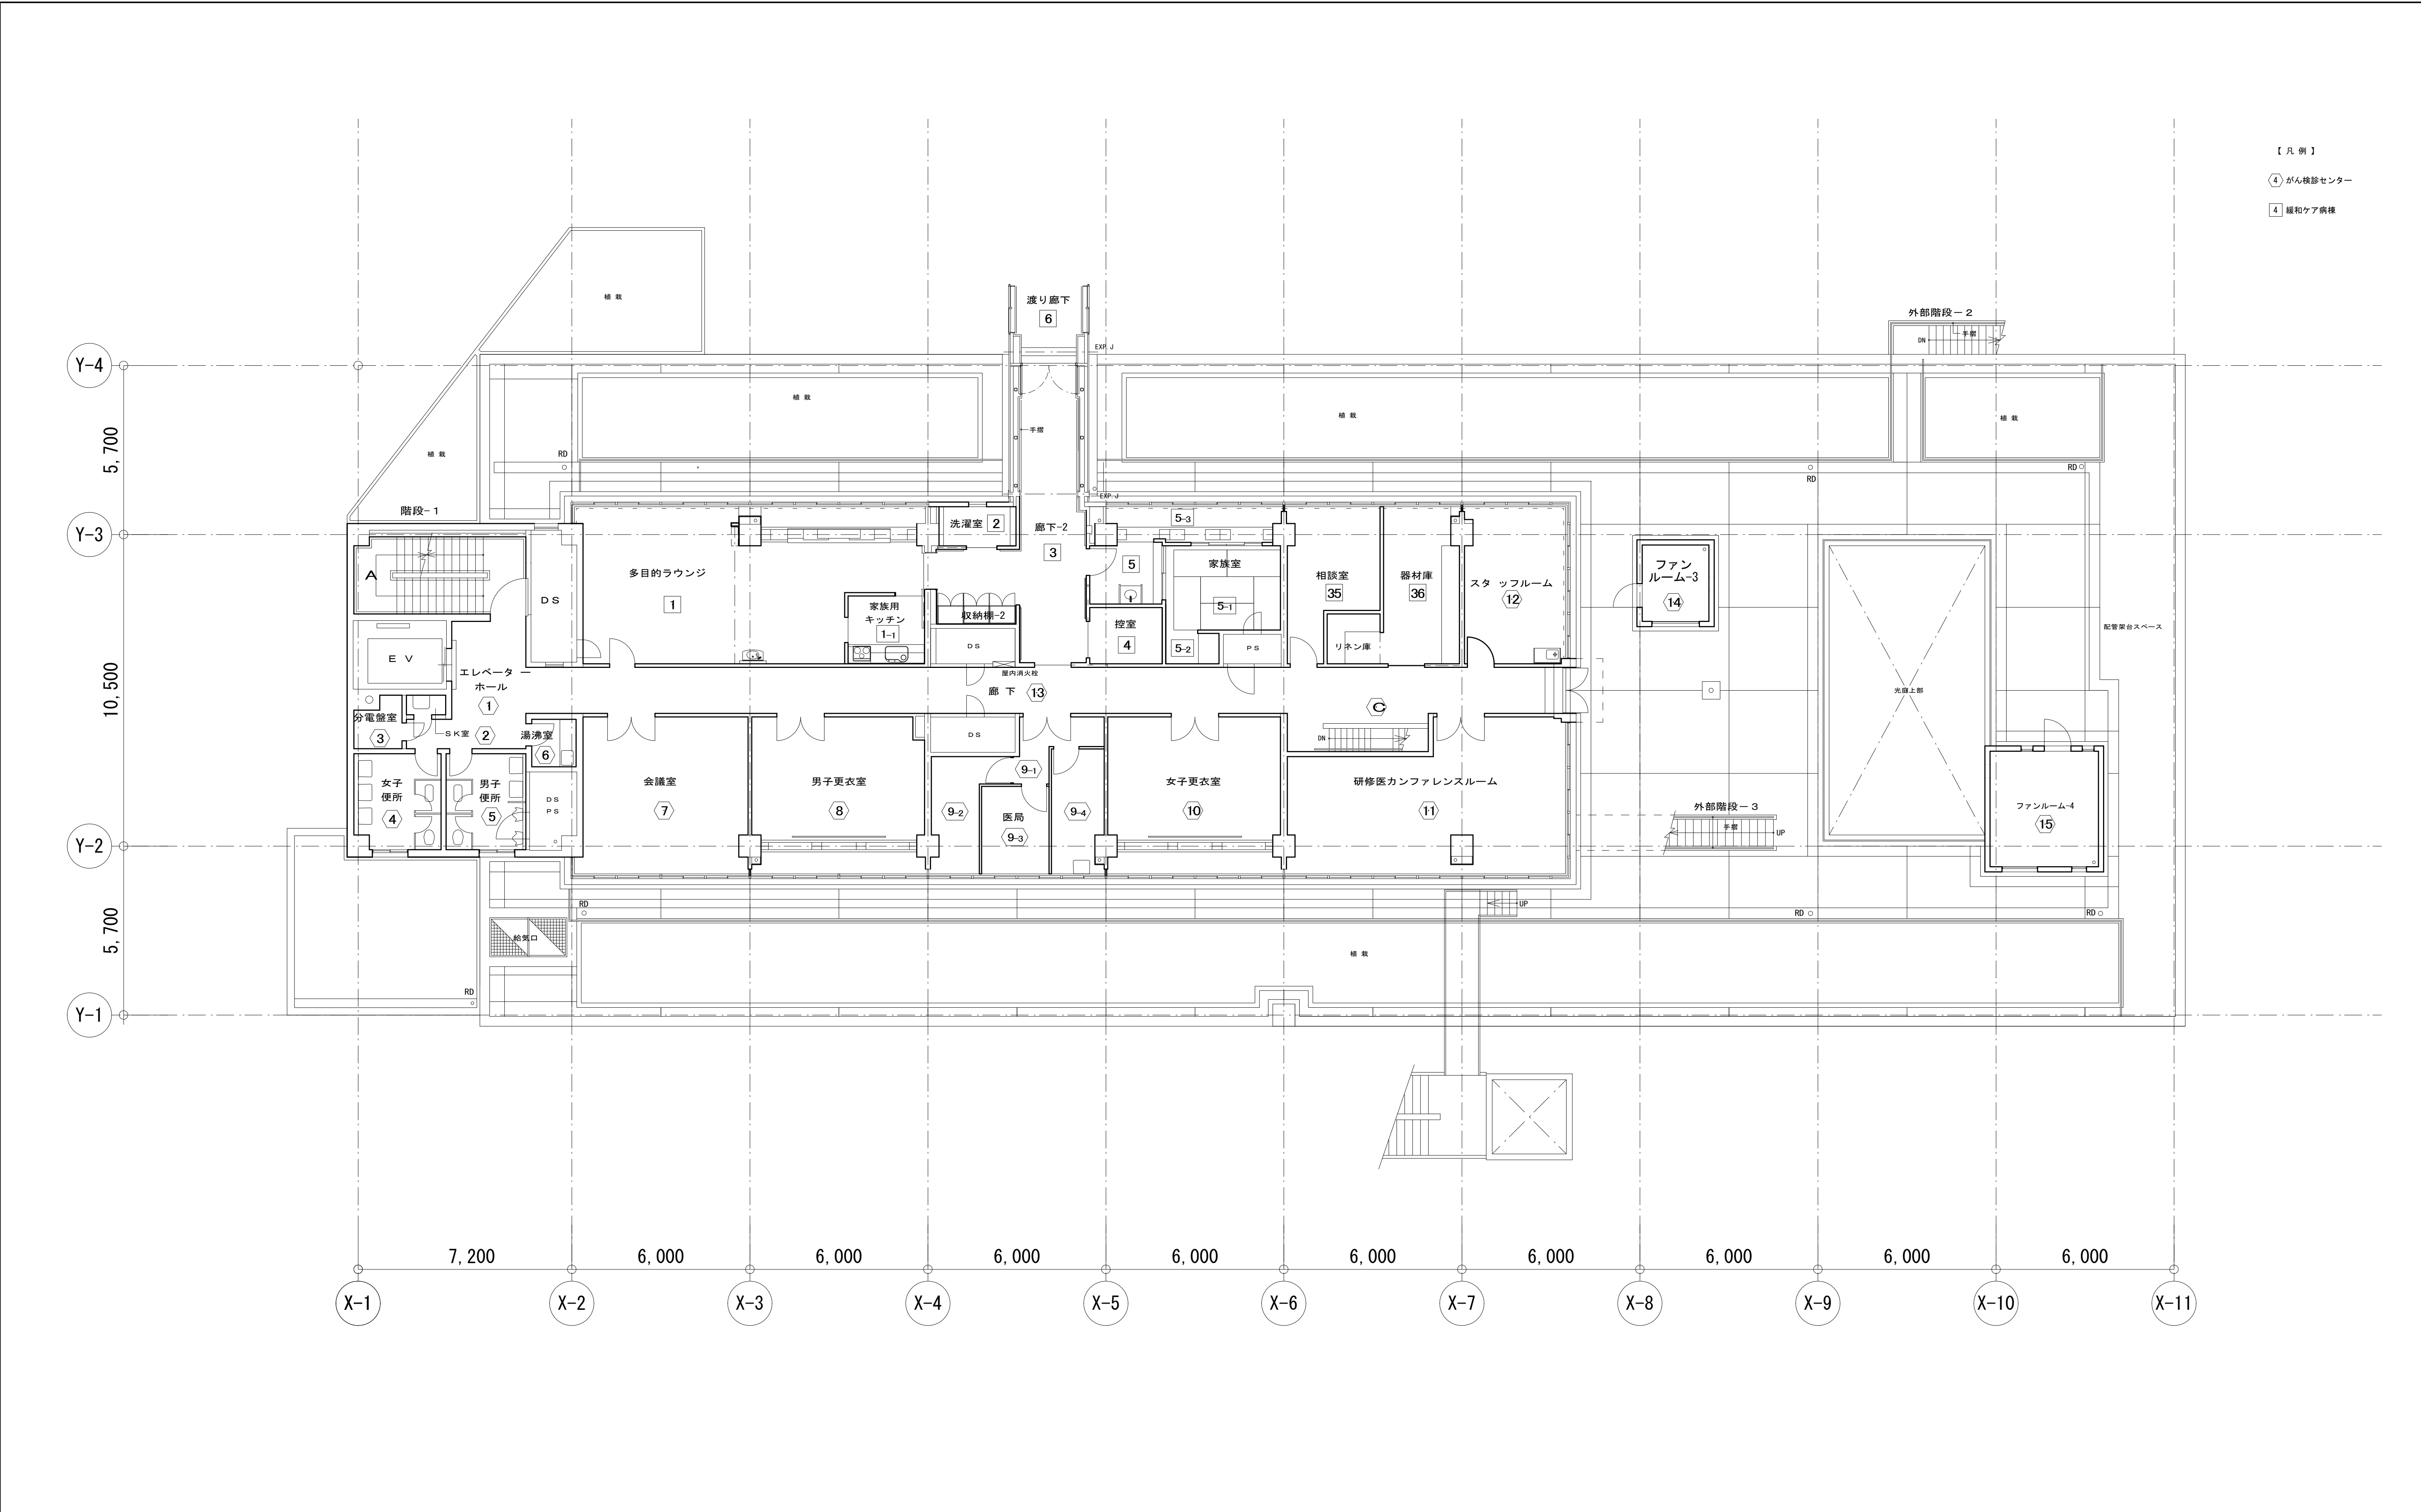 【 凡 例 】
4 がん検診センター
4 緩和ケア病棟
植 栽
渡り廊下
6
外部階段－2
手摺
DN
EXP.J
Y-4
植 栽
植 栽
植 栽
手摺
植 栽
5,700
RD
RD
RD
EXP.J
階段-1
Y-3
洗濯室 2
廊下-2
3
5-3
A
DS
多目的ラウンジ
1
家族用
キッチン
1-1
収納棚-2
DS
5
家族室
5-1
控室
4
5-2
PS
相談室
35
器材庫
36
リネン庫
スタッフルーム
12
ファン
ルーム-3
14
配管架台スペース
EV
エレベーター
ホール
1
屋内消火栓
廊 下 13
光庭上部
10,500
分電盤室
3
SK室
2
湯沸室
6
DS
C
DN
女子
便所
4
男子
便所
5
DS
PS
会議室
7
男子更衣室
8
9-1
9-2
医局
9-3
9-4
女子更衣室
10
研修医カンファレンスルーム
11
外部階段－3
手摺
UP
ファンルーム-4
15
Y-2
5,700
RD
給気口
UP
RD
RD
植 栽
RD
Y-1
7,200 6,000 6,000 6,000 6,000 6,000 6,000 6,000 6,000 6,000
X-1 X-2 X-3 X-4 X-5 X-6 X-7 X-8 X-9 X-10 X-11